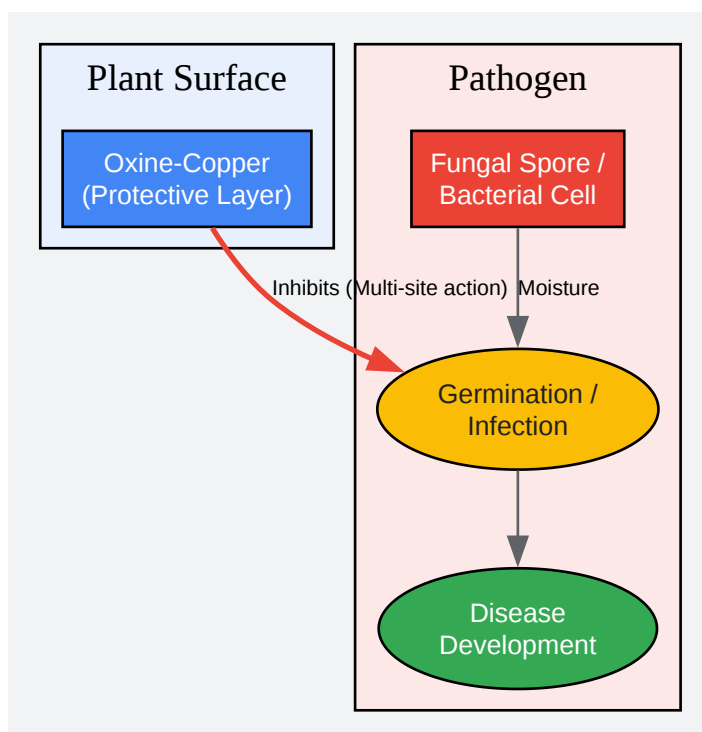 Plant Surface
Pathogen
Oxine-Copper
(Protective Layer)
Fungal Spore /
Bacterial Cell
Inhibits (Multi-site action)
Moisture
Germination /
Infection
Disease
Development